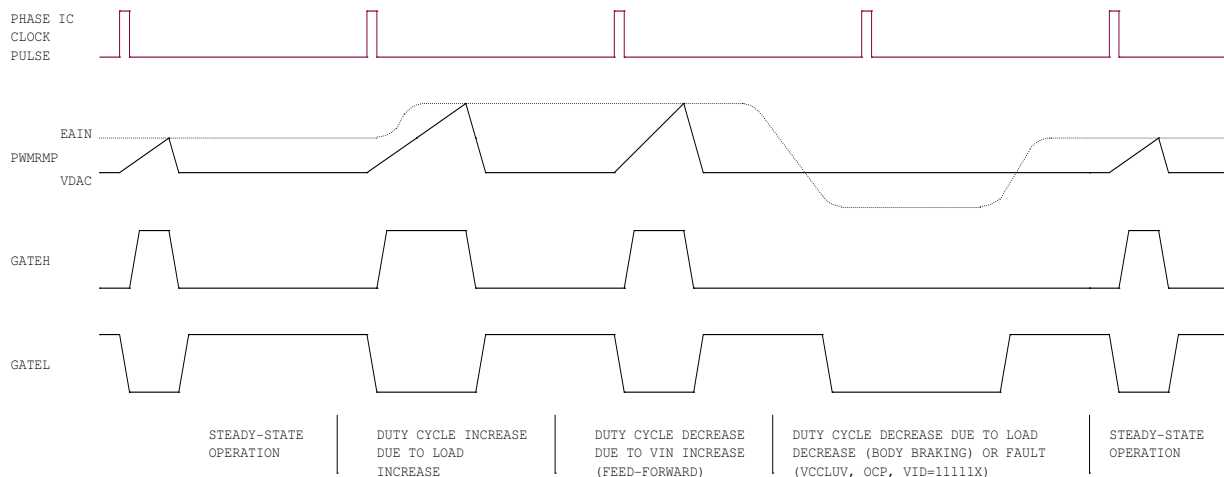 PHASE IC
CLOCK
PULSE
EAIN
PWMRMP
VDAC
GATEH
GATEL
STEADY-STATE
OPERATION
DUTY CYCLE INCREASE
DUE TO LOAD
INCREASE
DUTY CYCLE DECREASE
DUE TO VIN INCREASE
(FEED-FORWARD)
DUTY CYCLE DECREASE DUE TO LOAD
DECREASE (BODY BRAKING) OR FAULT
(VCCLUV, OCP, VID=11111X)
STEADY-STATE
OPERATION